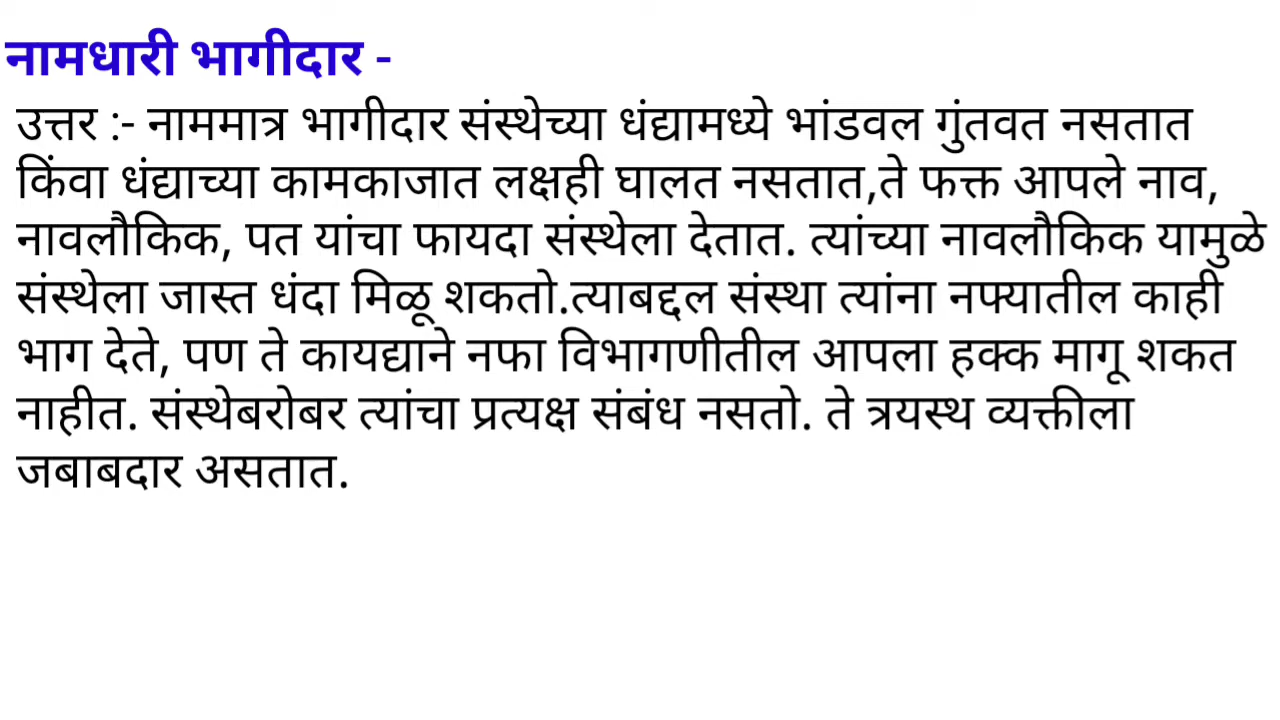 नामधारी भागीदार -
उत्तर :- नाममात्र भागीदार संस्थेच्या धंद्यामध्ये भांडवल गुंतवत नसतात
किंवा धंद्याच्या कामकाजात लक्षही घालत नसतात,ते फक्त आपले नाव,
नावलौकिक, पत यांचा फायदा संस्थेला देतात. त्यांच्या नावलौकिक यामुळे
संस्थेला जास्त धंदा मिळू शकतो.त्याबद्दल संस्था त्यांना नफ्यातील काही
भाग देते, पण ते कायद्याने नफा विभागणीतील आपला हक्क मागू शकत
नाहीत. संस्थेबरोबर त्यांचा प्रत्यक्ष संबंध नसतो. ते त्रयस्थ व्यक्तीला
जबाबदार असतात.